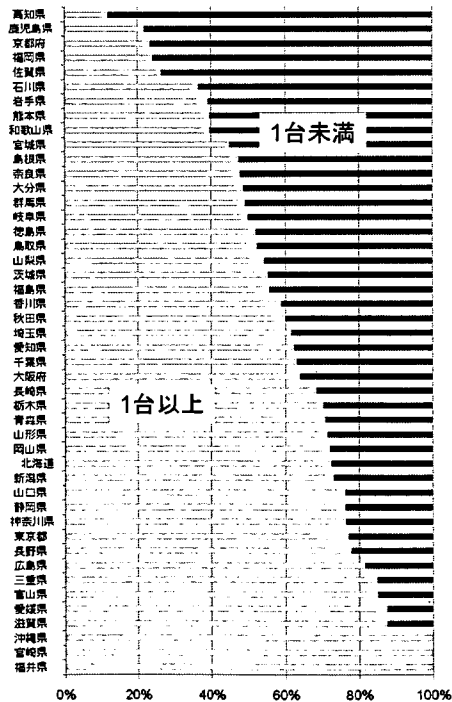 高知県
鹿児島県
京都府
福岡県
佐賀県
石川県
岩手県
熊本県
和歌山県
宮城県
島根県
奈良県
大分県
群馬県
岐阜県
徳島県
鳥取県
山梨県
茨城県
福島県
香川県
秋田県
埼玉県
愛知県
千葉県
大阪府
長崎県
栃木県
青森県
山形県
岡山県
北海道
新潟県
山口県
静岡県
神奈川県
東京都
長野県
広島県
三重県
富山県
愛媛県
滋賀県
沖縄県
宮崎県
福井県
1台未満
1台以上
0% 20% 40% 60% 80% 100%